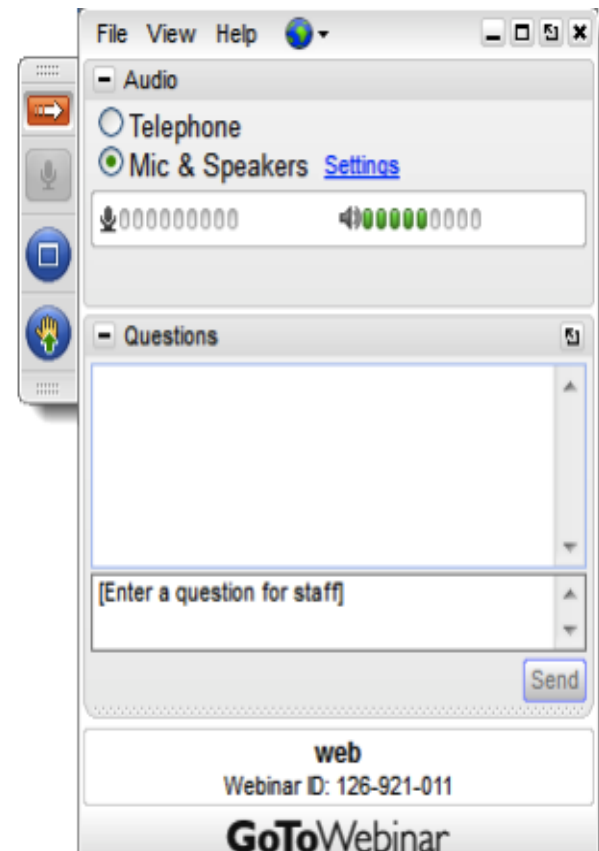 File View Help
Audio
Telephone
Mic & Speakers Settings
Questions
[Enter a question for staff]
Send
web
Webinar ID: 126-921-011
GoToWebinar